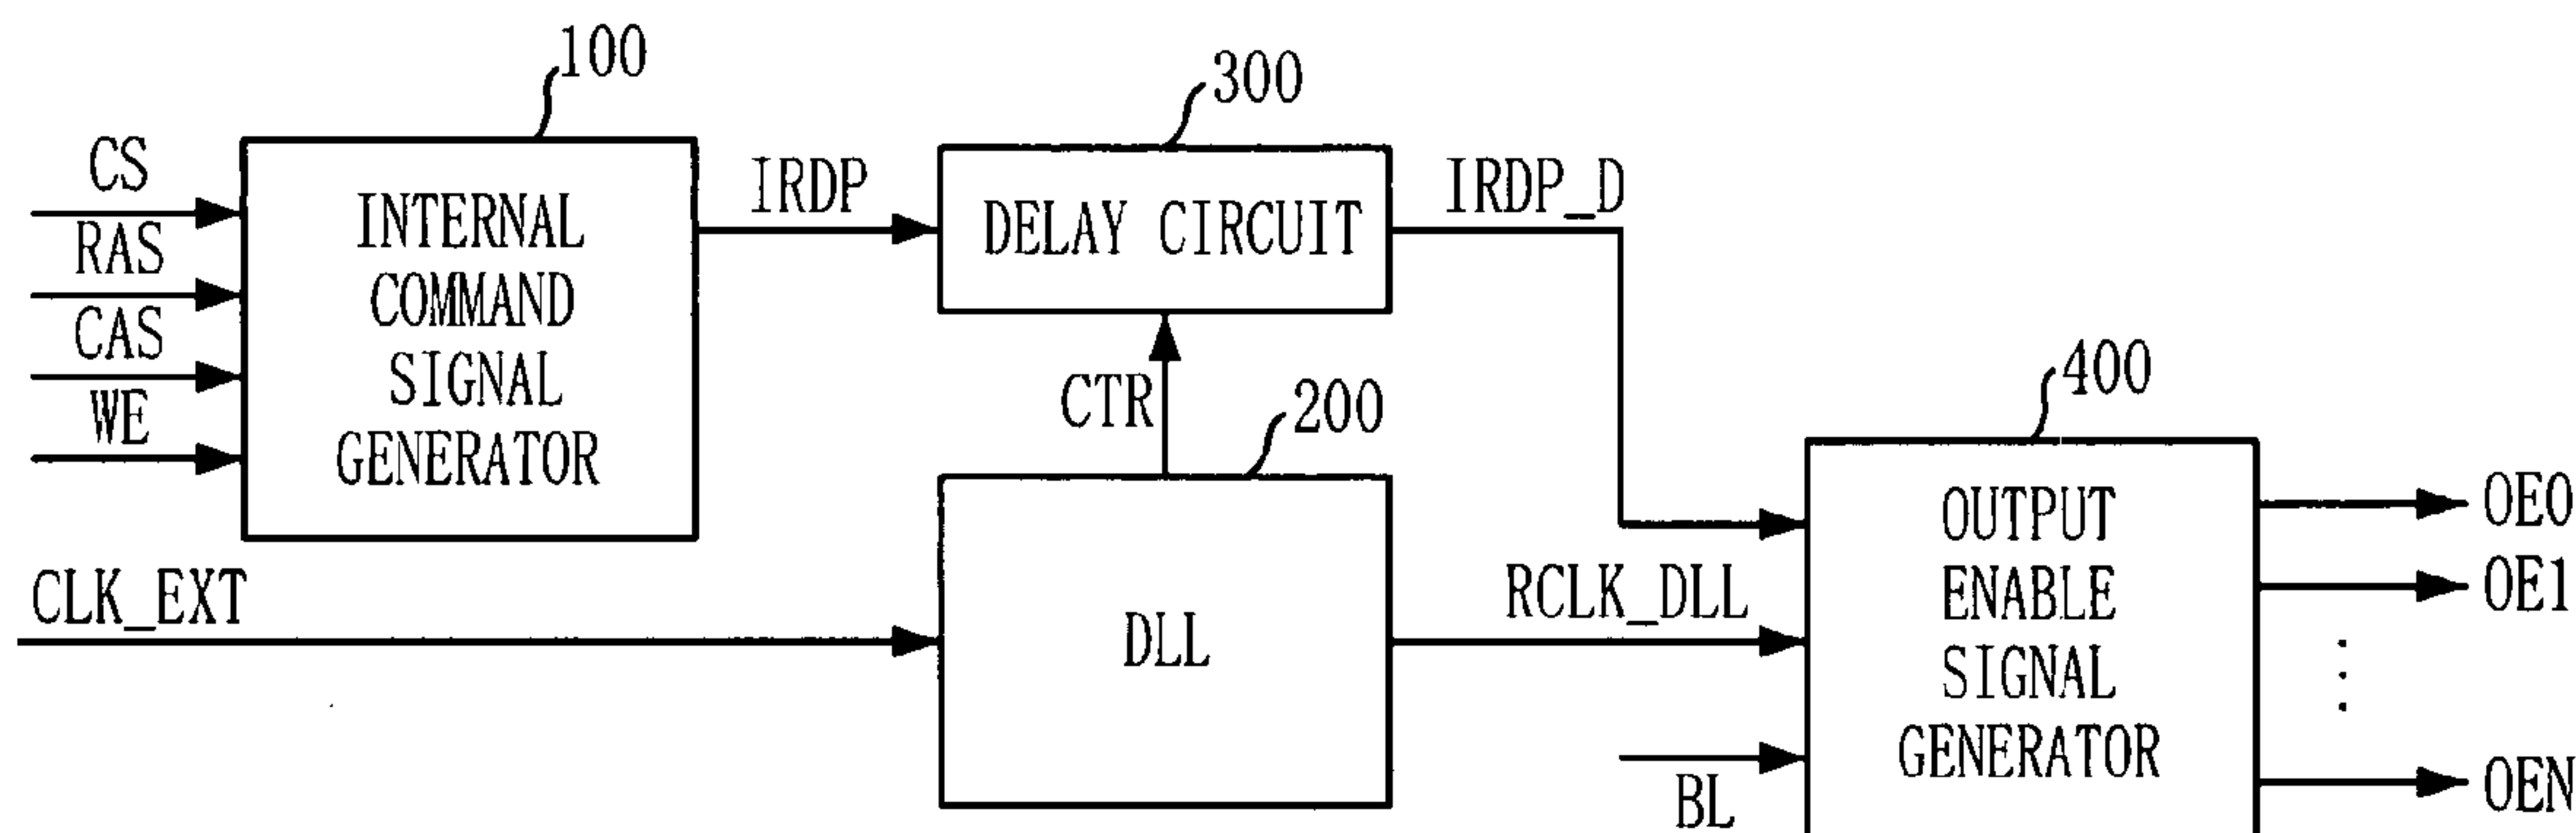 100
300
CS
RAS
CAS
WE
INTERNAL
COMMAND
SIGNAL
GENERATOR
IRDP
DELAY CIRCUIT
IRDP_D
CTR
200
400
CLK_EXT
DLL
RCLK_DLL
BL
OUTPUT
ENABLE
SIGNAL
GENERATOR
OE0
OE1
OEN